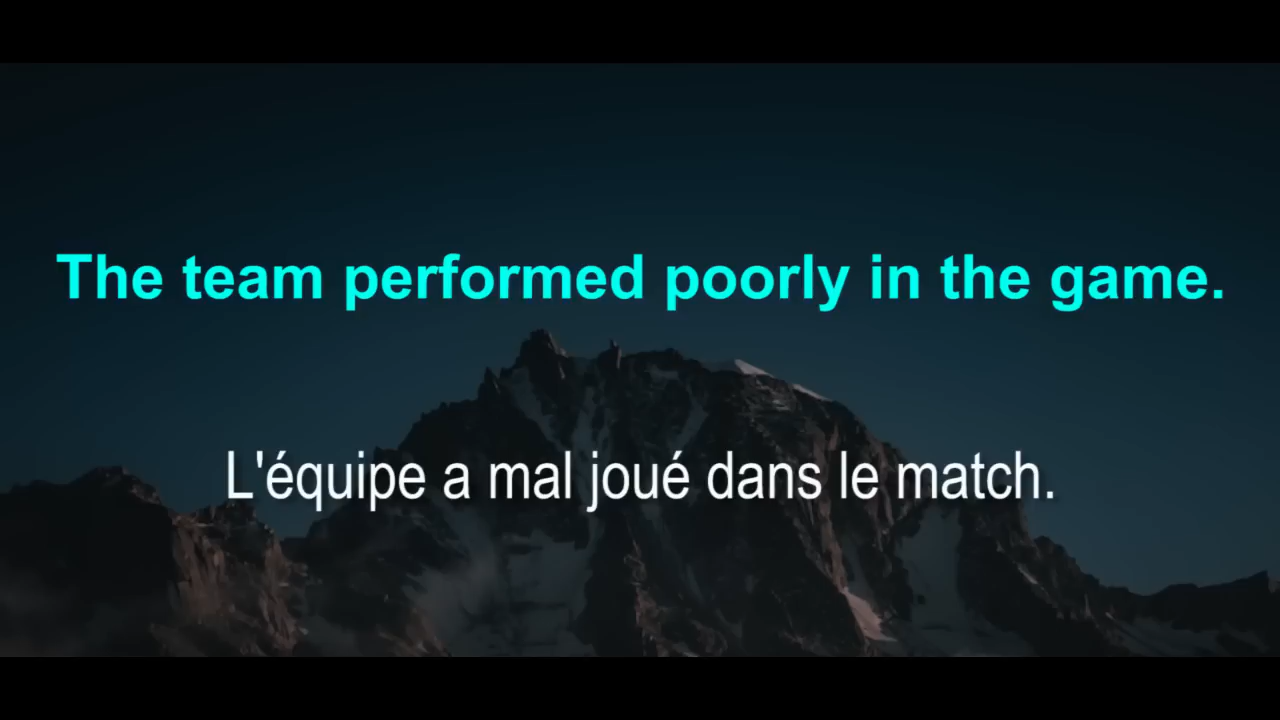 The team performed poorly in the game.
L'équipe a mal joué dans le match.